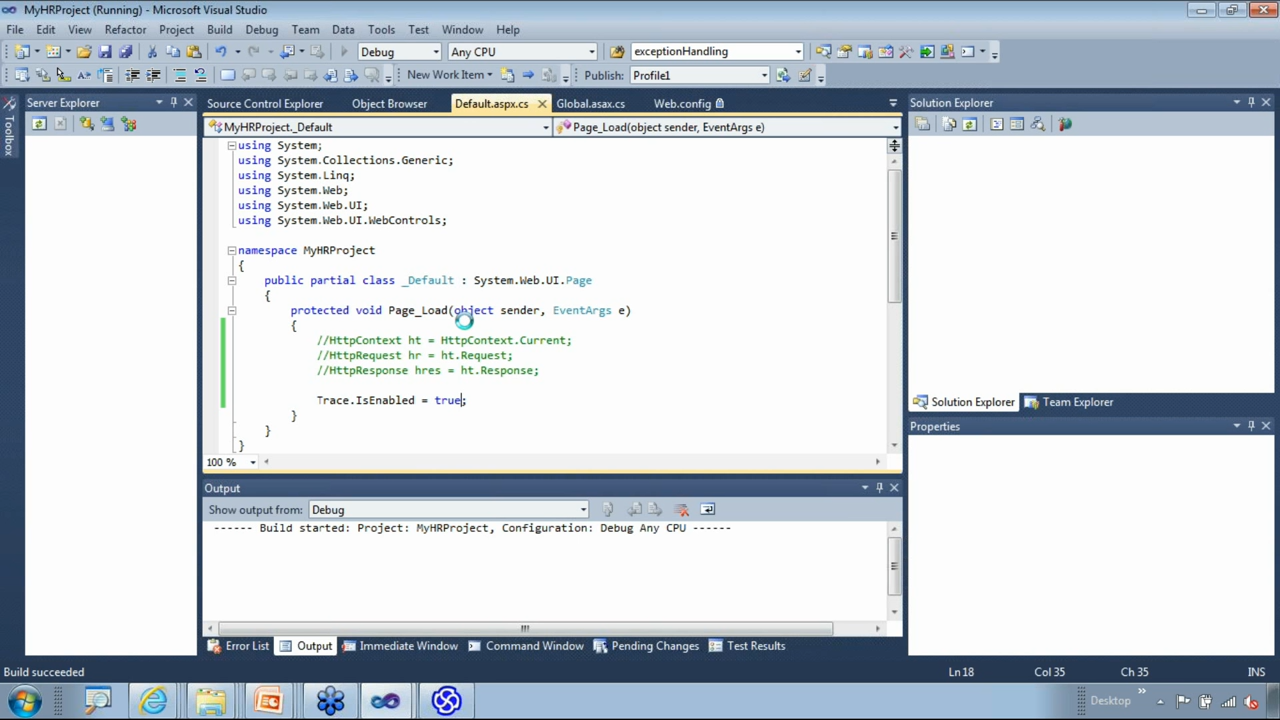 MyHRProject (Running) - Microsoft Visual Studio
File Edit View Refactor Project Build Debug Team Data Tools Test Window Help
Debug Any CPU exceptionHandling
New Work Item Publish: Profile1
Server Explorer
Source Control Explorer Object Browser Default.aspx.cs Global.asax.cs Web.config
Solution Explorer
Toolbox
MyHRProject._Default Page_Load(object sender, EventArgs e)
using System;
using System.Collections.Generic;
using System.Linq;
using System.Web;
using System.Web.UI;
using System.Web.UI.WebControls;
namespace MyHRProject
{
public partial class _Default : System.Web.UI.Page
{
protected void Page_Load(object sender, EventArgs e)
{
//HttpContext ht = HttpContext.Current;
//HttpRequest hr = ht.Request;
//HttpResponse hres = ht.Response;
Trace.IsEnabled = true;
}
}
}
100 %
Solution Explorer Team Explorer
Properties
Output
Show output from: Debug
------ Build started: Project: MyHRProject, Configuration: Debug Any CPU ------
Error List Output Immediate Window Command Window Pending Changes Test Results
Build succeeded Ln 18 Col 35 Ch 35 INS
Desktop